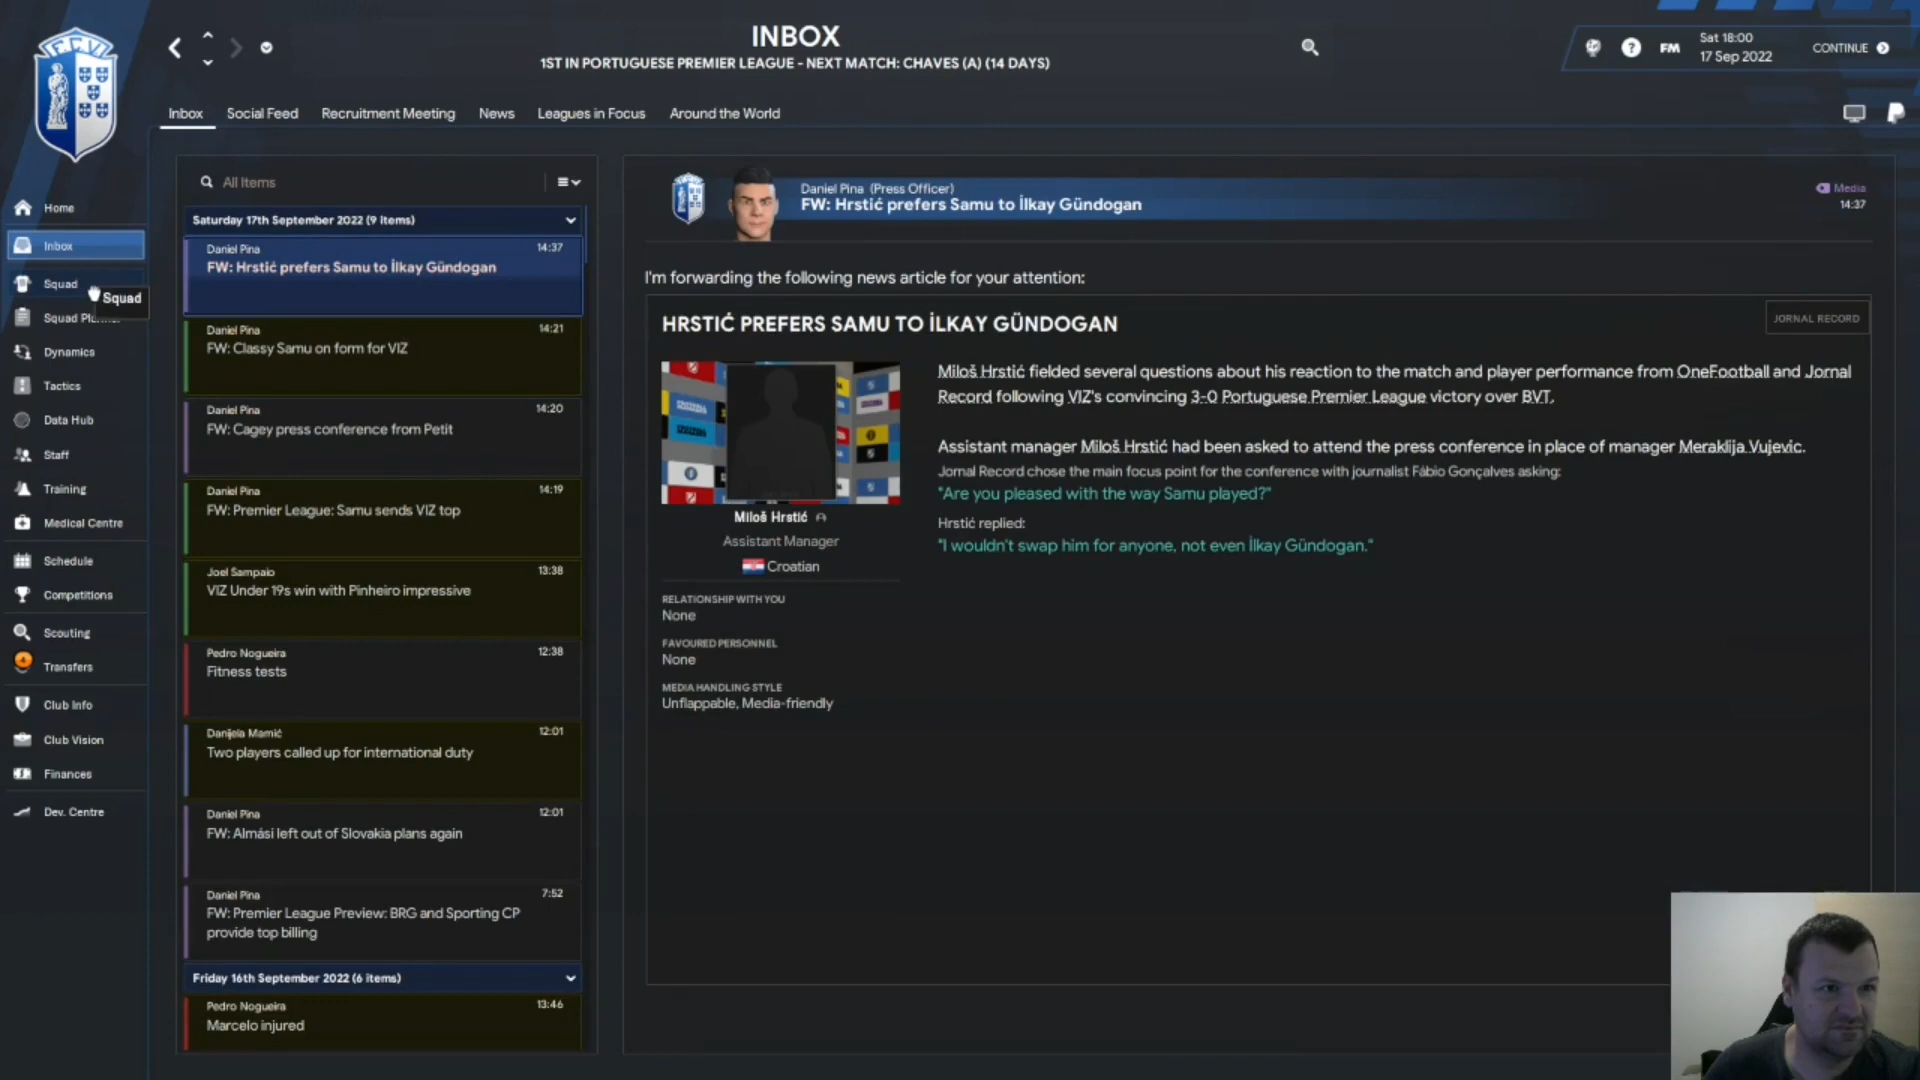 F.C.V.
INBOX
1ST IN PORTUGUESE PREMIER LEAGUE - NEXT MATCH: CHAVES (A) (14 DAYS)
?
FM
Sat 18:00
17 Sep 2022
CONTINUE
Inbox
Social Feed
Recruitment Meeting
News
Leagues in Focus
Around the World
Home
Inbox
Squad
Squad
Squad
Dynamics
Tactics
Data Hub
Staff
Training
Medical Centre
Schedule
Competitions
Scouting
4
Transfers
Club Info
Club Vision
Finances
Dev. Centre
All Items
Saturday 17th September 2022 (9 items)
Daniel Pina 14:37
FW: Hrstić prefers Samu to İlkay Gündogan
Daniel Pina 14:21
FW: Classy Samu on form for VIZ
Daniel Pina 14:20
FW: Cagey press conference from Petit
Daniel Pina 14:19
FW: Premier League: Samu sends VIZ top
Joel Sampaio 13:38
VIZ Under 19s win with Pinheiro impressive
Pedro Nogueira 12:38
Fitness tests
Danijela Mamić 12:01
Two players called up for international duty
Daniel Pina 12:01
FW: Almási left out of Slovakia plans again
Daniel Pina 7:52
FW: Premier League Preview: BRG and Sporting CP
provide top billing
Friday 16th September 2022 (6 items)
Pedro Nogueira 13:46
Marcelo injured
Daniel Pina (Press Officer)
FW: Hrstić prefers Samu to İlkay Gündogan
Media
14:37
I'm forwarding the following news article for your attention:
HRSTIĆ PREFERS SAMU TO İLKAY GÜNDOGAN
JORNAL RECORD
Miloš Hrstić fielded several questions about his reaction to the match and player performance from OneFootball and Jornal
Record following VIZ's convincing 3-0 Portuguese Premier League victory over BVT.
Assistant manager Miloš Hrstić had been asked to attend the press conference in place of manager Meraklija Vujevic.
Jornal Record chose the main focus point for the conference with journalist Fábio Gonçalves asking:
"Are you pleased with the way Samu played?"
Hrstić replied:
"I wouldn't swap him for anyone, not even İlkay Gündogan."
Miloš Hrstić
Assistant Manager
Croatian
RELATIONSHIP WITH YOU
None
FAVOURED PERSONNEL
None
MEDIA HANDLING STYLE
Unflappable, Media-friendly